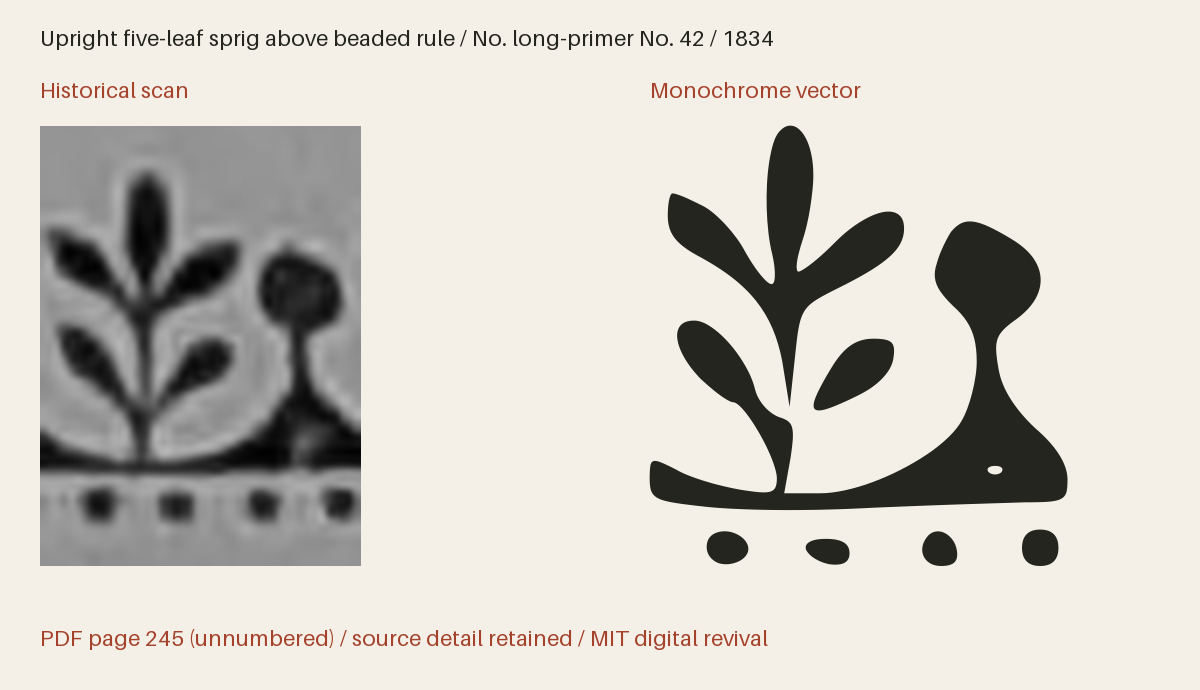 Upright five-leaf sprig above beaded rule / No. long-primer No. 42 / 1834
Historical scan
Monochrome vector
PDF page 245 (unnumbered) / source detail retained / MIT digital revival